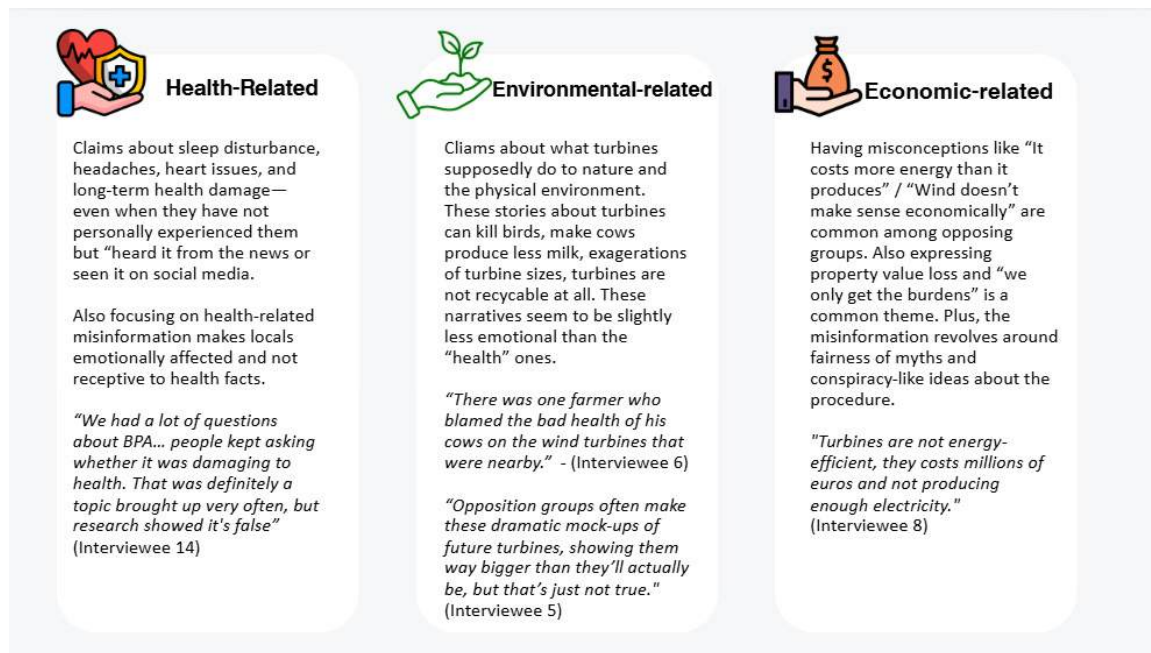 Health-Related
Claims about sleep disturbance,
headaches, heart issues, and
long-term health damage—
even when they have not
personally experienced them
but “heard it from the news or
seen it on social media.
Also focusing on health-related
misinformation makes locals
emotionally affected and not
receptive to health facts.
“We had a lot of questions
about BPA... people kept asking
whether it was damaging to
health. That was definitely a
topic brought up very often, but
research showed it's false”
(Interviewee 14)
Environmental-related
Cliams about what turbines
supposedly do to nature and
the physical environment.
These stories about turbines
can kill birds, make cows
produce less milk, exagerations
of turbine sizes, turbines are
not recycable at all. These
narratives seem to be slightly
less emotional than the
“health” ones.
“There was one farmer who
blamed the bad health of his
cows on the wind turbines that
were nearby.” - (Interviewee 6)
“Opposition groups often make
these dramatic mock-ups of
future turbines, showing them
way bigger than they’ll actually
be, but that’s just not true."
(Interviewee 5)
$
Economic-related
Having misconceptions like “It
costs more energy than it
produces” / “Wind doesn’t
make sense economically” are
common among opposing
groups. Also expressing
property value loss and “we
only get the burdens” is a
common theme. Plus, the
misinformation revolves around
fairness of myths and
conspiracy-like ideas about the
procedure.
"Turbines are not energy-
efficient, they costs millions of
euros and not producing
enough electricity."
(Interviewee 8)